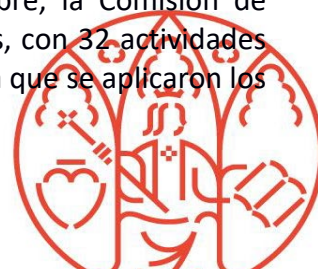 bre, la Comisión de
s, con 32 actividades
que se aplicaron los